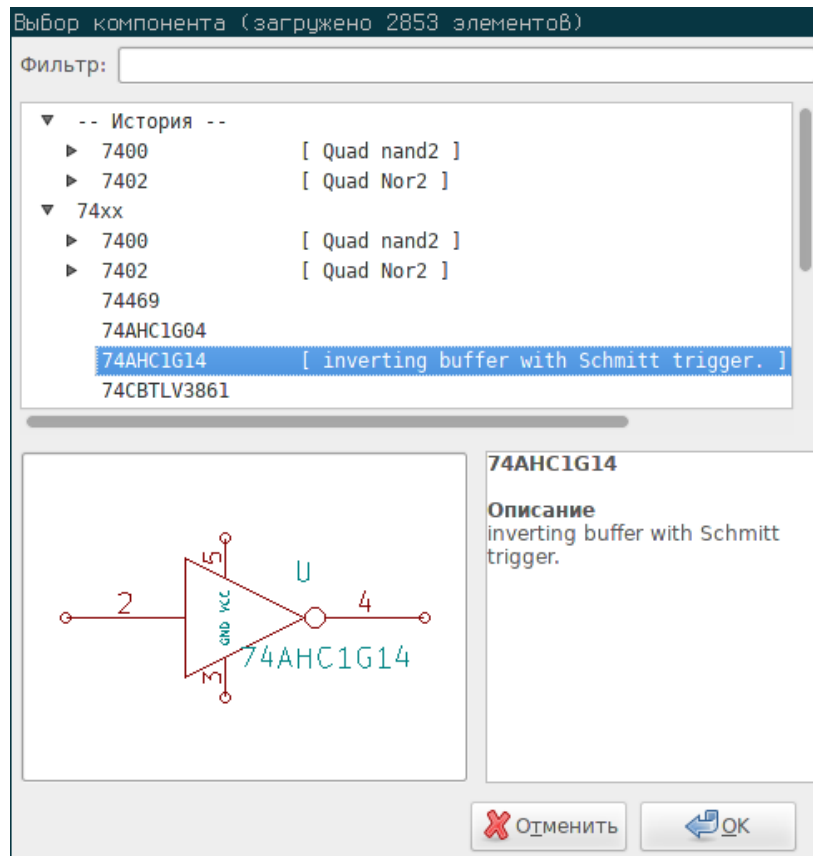 Выбор компонента (загружено 2853 элементов)
Фильтр:
-- История --
7400 [ Quad nand2 ]
7402 [ Quad Nor2 ]
74xx
7400 [ Quad nand2 ]
7402 [ Quad Nor2 ]
74469
74AHC1G04
74AHC1G14 [ inverting buffer with Schmitt trigger. ]
74CBTLV3861
5
U
2
GND VCC
4
74AHC1G14
3
74AHC1G14
Описание
inverting buffer with Schmitt
trigger.
Отменить
OK